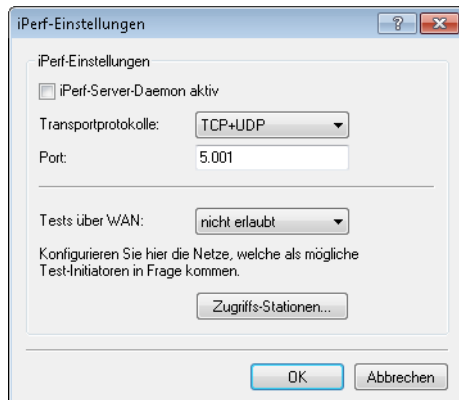 iPerf-Einstellungen
iPerf-Einstellungen
iPerf-Server-Daemon aktiv
Transportprotokolle: TCP+UDP
Port: 5.001
Tests über WAN: nicht erlaubt
Konfigurieren Sie hier die Netze, welche als mögliche
Test-Initiatoren in Frage kommen.
Zugriffs-Stationen...
OK Abbrechen